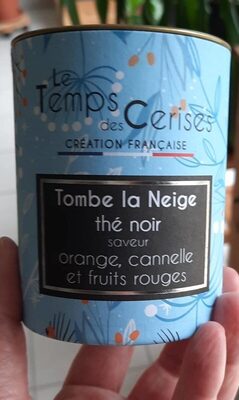 Le
Temps
des Cerises
CRÉATION FRANÇAISE
Tombe la Neige
thé noir
saveur
orange, cannelle
et fruits rouges